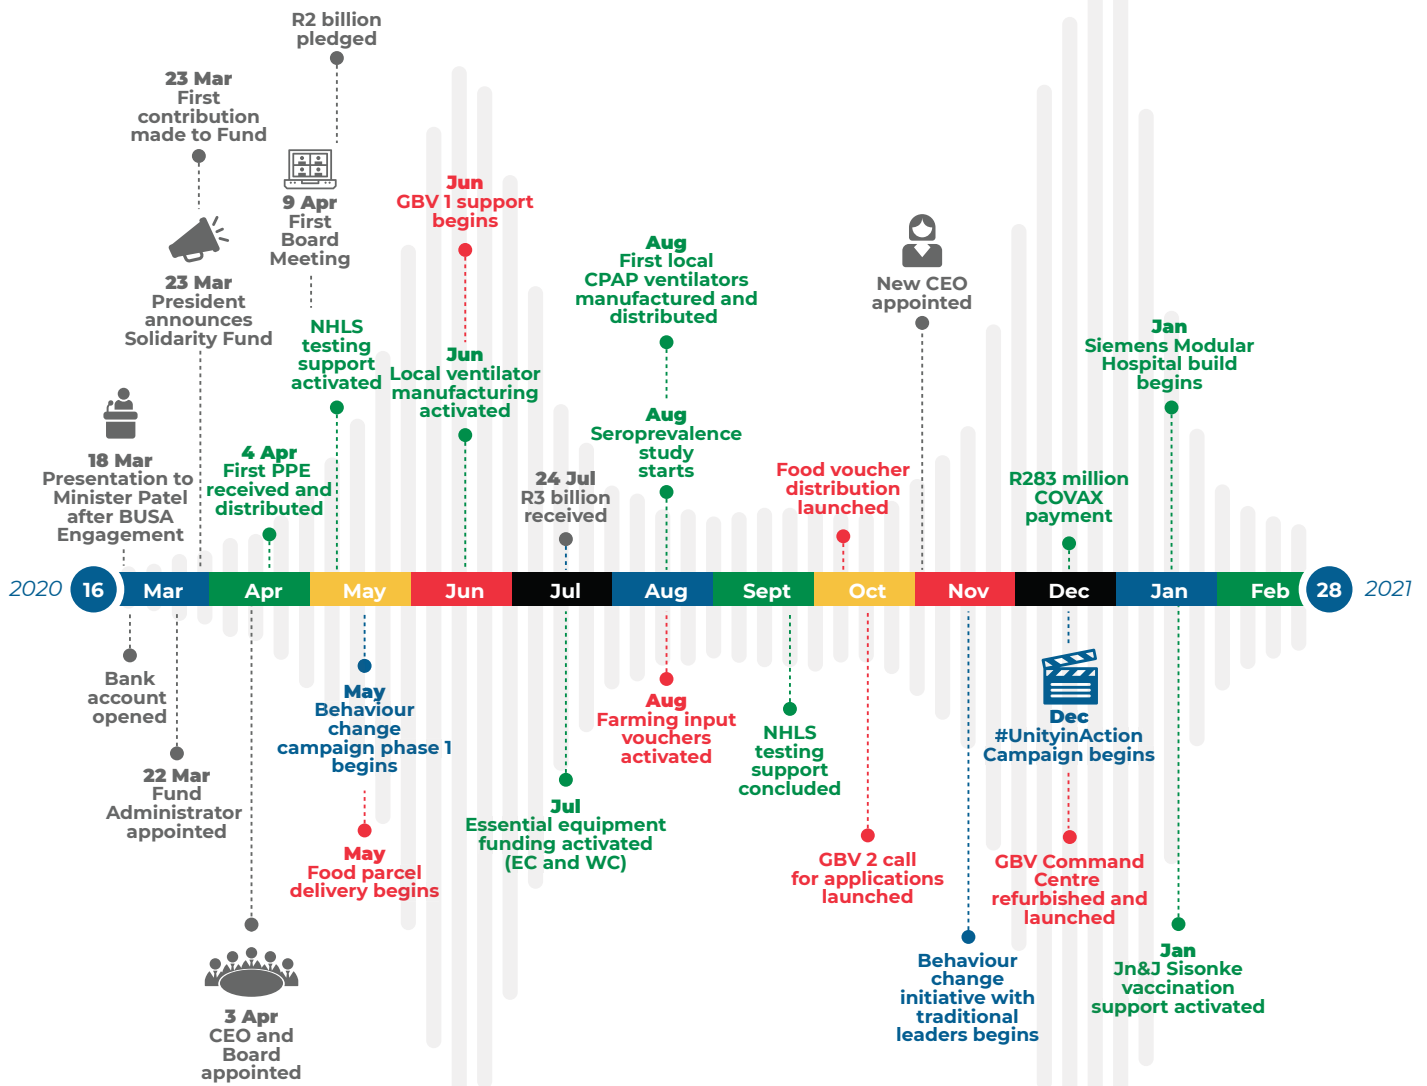 R2 billion
pledged
23 Mar
First
contribution
made to Fund
23 Mar
President
announces
Solidarity Fund
9 Apr
First
Board
Meeting
NHLS
testing
support
activated
18 Mar
Presentation to
Minister Patel
after BUSA
Engagement
4 Apr
First PPE
received and
distributed
Jun
GBV 1 support
begins
Jun
Local ventilator
manufacturing
activated
24 Jul
R3 billion
received
Aug
First local
CPAP ventilators
manufactured and
distributed
Aug
Seroprevalence
study
starts
Food voucher
distribution
launched
New CEO
appointed
R283 million
COVAX
payment
Jan
Siemens Modular
Hospital build
begins
2020 16 Mar Apr May Jun Jul Aug Sept Oct Nov Dec Jan Feb 28 2021
Bank
account
opened
22 Mar
Fund
Administrator
appointed
3 Apr
CEO and
Board
appointed
May
Behaviour
change
campaign phase 1
begins
May
Food parcel
delivery begins
Jul
Essential equipment
funding activated
(EC and WC)
Aug
Farming input
vouchers
activated
NHLS
testing
support
concluded
GBV 2 call
for applications
launched
Behaviour
change
initiative with
traditional
leaders begins
Dec
#UnityinAction
Campaign begins
GBV Command
Centre
refurbished and
launched
Jan
Jn&J Sisonke
vaccination
support activated